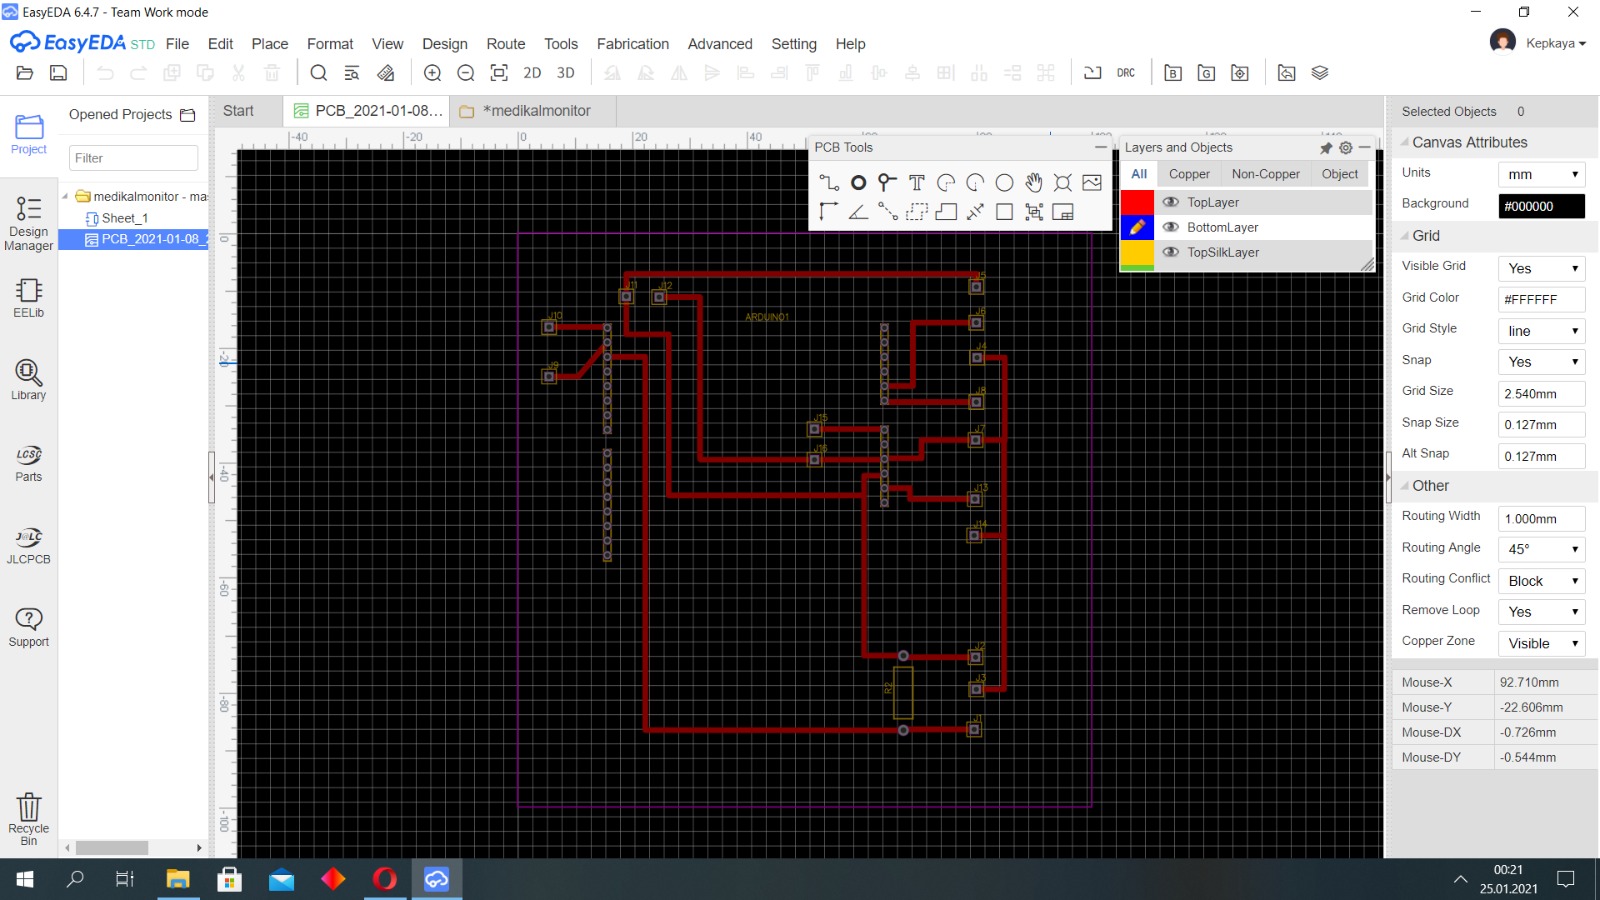 EasyEDA 6.4.7 - Team Work mode
EasyEDA STD File Edit Place Format View Design Route Tools Fabrication Advanced Setting Help Kepkaya
2D 3D DRC B G
Project
Design Manager
EELib
Library
LCSC
Parts
J@LC
JLCPCB
Support
Recycle Bin
Opened Projects
Filter
medikalmonitor - mas
Sheet_1
PCB_2021-01-08_2
Start PCB_2021-01-08... *medikalmonitor
-40 -20 0 20 40
0
-20
-40
-60
-80
-100
PCB Tools
Layers and Objects
All Copper Non-Copper Object
TopLayer
BottomLayer
TopSilkLayer
J11 J12
J10
ARDUINO1
J6
J4
J15
J16
J7
J13
J14
J2
J3
R2
J1
Selected Objects 0
Canvas Attributes
Units mm
Background #000000
Grid
Visible Grid Yes
Grid Color #FFFFFF
Grid Style line
Snap Yes
Grid Size 2.540mm
Snap Size 0.127mm
Alt Snap 0.127mm
Other
Routing Width 1.000mm
Routing Angle 45°
Routing Conflict Block
Remove Loop Yes
Copper Zone Visible
Mouse-X 92.710mm
Mouse-Y -22.606mm
Mouse-DX -0.726mm
Mouse-DY -0.544mm
00:21
25.01.2021